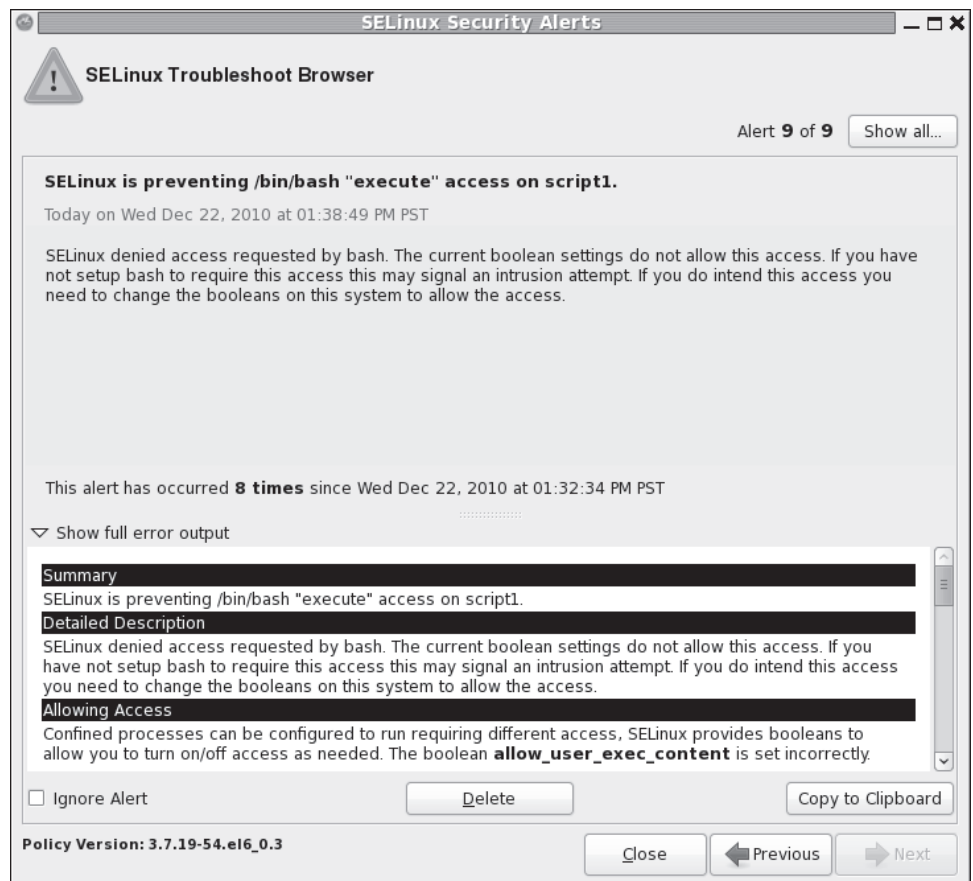 SELinux Security Alerts
SELinux Troubleshoot Browser
Alert 9 of 9
Show all...
SELinux is preventing /bin/bash "execute" access on script1.
Today on Wed Dec 22, 2010 at 01:38:49 PM PST
SELinux denied access requested by bash. The current boolean settings do not allow this access. If you have
not setup bash to require this access this may signal an intrusion attempt. If you do intend this access you
need to change the booleans on this system to allow the access.
This alert has occurred 8 times since Wed Dec 22, 2010 at 01:32:34 PM PST
Show full error output
Summary
SELinux is preventing /bin/bash "execute" access on script1.
Detailed Description
SELinux denied access requested by bash. The current boolean settings do not allow this access. If you
have not setup bash to require this access this may signal an intrusion attempt. If you do intend this access
you need to change the booleans on this system to allow the access.
Allowing Access
Confined processes can be configured to run requiring different access, SELinux provides booleans to
allow you to turn on/off access as needed. The boolean allow_user_exec_content is set incorrectly.
Ignore Alert
Delete
Copy to Clipboard
Policy Version: 3.7.19-54.el6_0.3
Close
Previous
Next